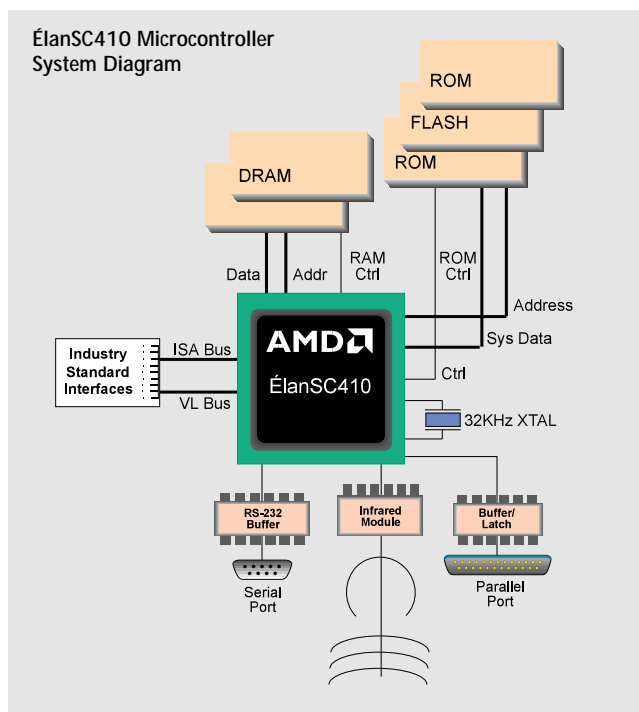 ÉlanSC410 Microcontroller
System Diagram
ROM
FLASH
ROM
DRAM
Data
Addr
RAM
Ctrl
ROM
Ctrl
Address
Sys Data
Ctrl
Industry
Standard
Interfaces
ISA Bus
VL Bus
AMD
ÉlanSC410
32KHz XTAL
RS-232
Buffer
Infrared
Module
Buffer/
Latch
Serial
Port
Parallel
Port